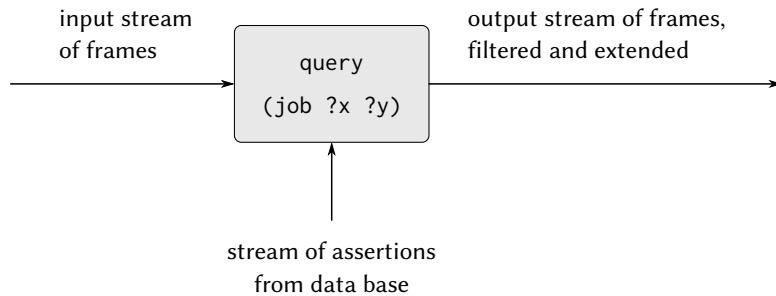 input stream
of frames
output stream of frames,
filtered and extended
query
(job ?x ?y)
stream of assertions
from data base